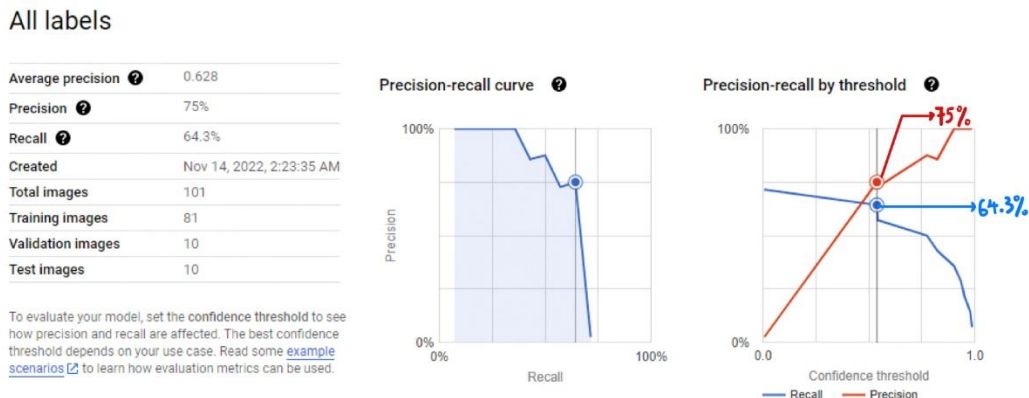 All labels
Average precision ? 0.628
Precision ? 75%
Recall ? 64.3%
Created Nov 14, 2022, 2:23:35 AM
Total images 101
Training images 81
Validation images 10
Test images 10
To evaluate your model, set the confidence threshold to see
how precision and recall are affected. The best confidence
threshold depends on your use case. Read some example
scenarios to learn how evaluation metrics can be used.
Precision-recall curve ?
100%
Precision
0%
0%
100%
Recall
Precision-recall by threshold ?
75%
100%
64.3%
0%
0.0
1.0
Confidence threshold
Recall Precision